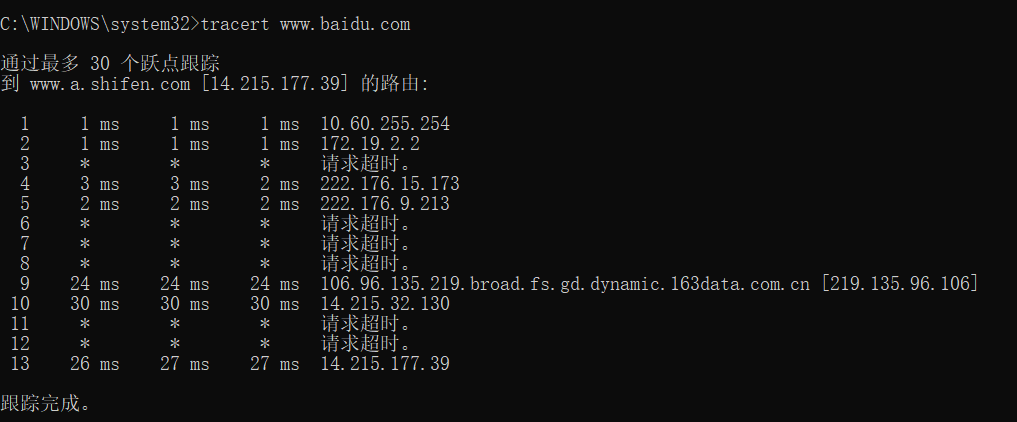 C:\WINDOWS\system32>tracert www.baidu.com
通过最多 30 个跃点跟踪
到 www.a.shifen.com [14.215.177.39] 的路由:
1 1 ms 1 ms 1 ms 10.60.255.254
2 1 ms 1 ms 1 ms 172.19.2.2
3 * * * 请求超时。
4 3 ms 3 ms 2 ms 222.176.15.173
5 2 ms 2 ms 2 ms 222.176.9.213
6 * * * 请求超时。
7 * * * 请求超时。
8 * * * 请求超时。
9 24 ms 24 ms 24 ms 106.96.135.219.broad.fs.gd.dynamic.163data.com.cn [219.135.96.106]
10 30 ms 30 ms 30 ms 14.215.32.130
11 * * * 请求超时。
12 * * * 请求超时。
13 26 ms 27 ms 27 ms 14.215.177.39
跟踪完成。